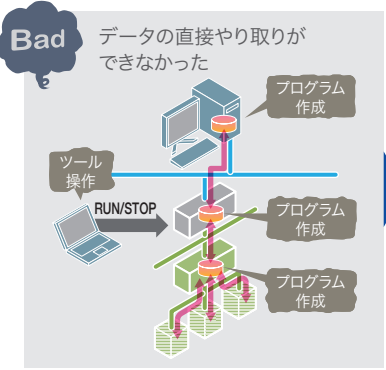 Bad
データの直接やり取りが
できなかった
プログラム
作成
ツール
操作
RUN/STOP
プログラム
作成
プログラム
作成